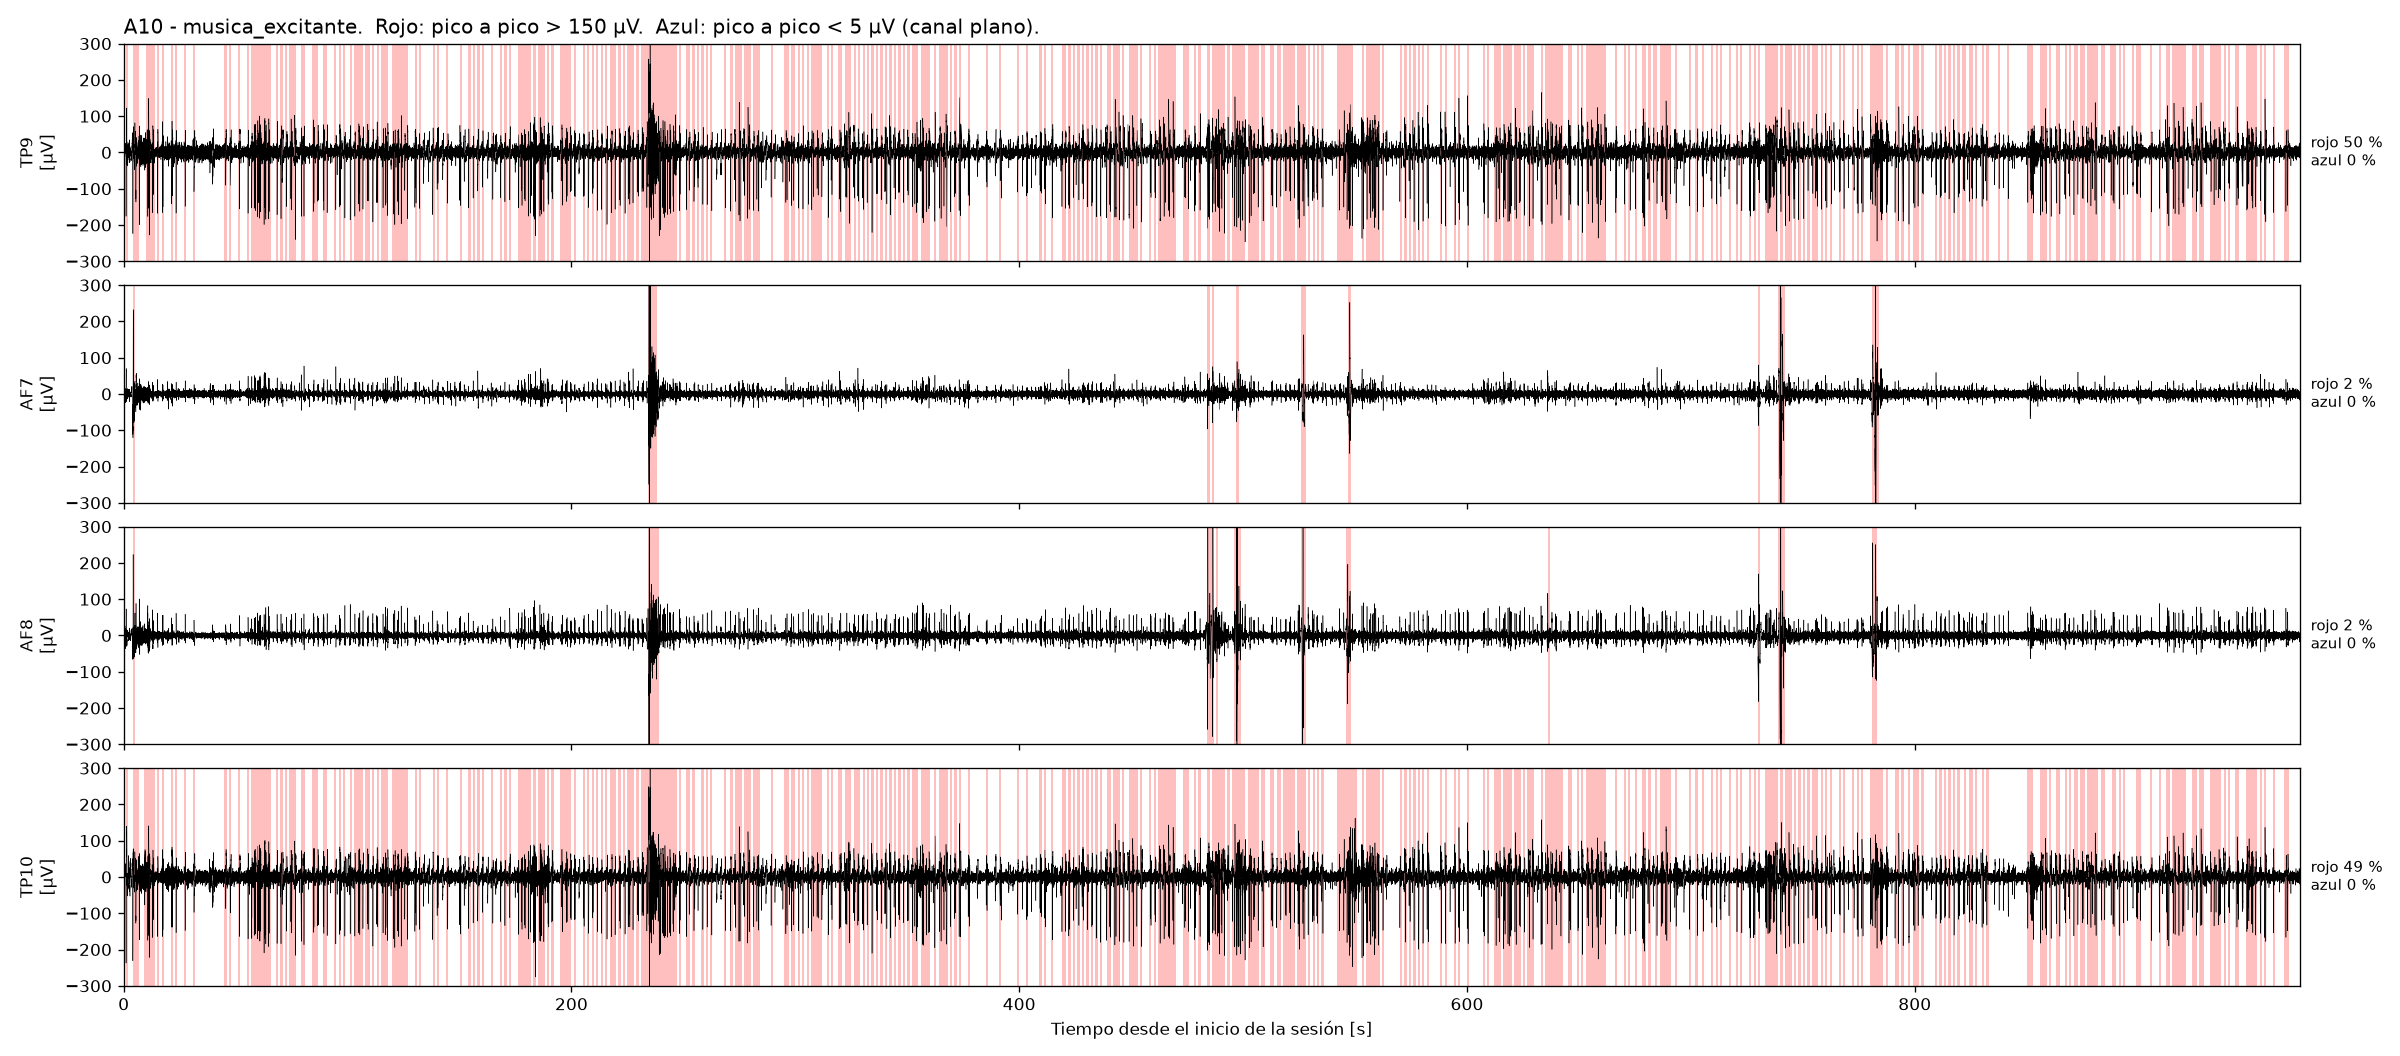 A10 - musica_excitante.  Rojo: pico a pico > 150 µV.  Azul: pico a pico < 5 µV (canal plano).
300
200
100
0
−100
−200
−300
TP9
[µV]
rojo 50 %
azul 0 %
300
200
100
0
−100
−200
−300
AF7
[µV]
rojo 2 %
azul 0 %
300
200
100
0
−100
−200
−300
AF8
[µV]
rojo 2 %
azul 0 %
300
200
100
0
−100
−200
−300
TP10
[µV]
rojo 49 %
azul 0 %
0 200 400 600 800
Tiempo desde el inicio de la sesión [s]